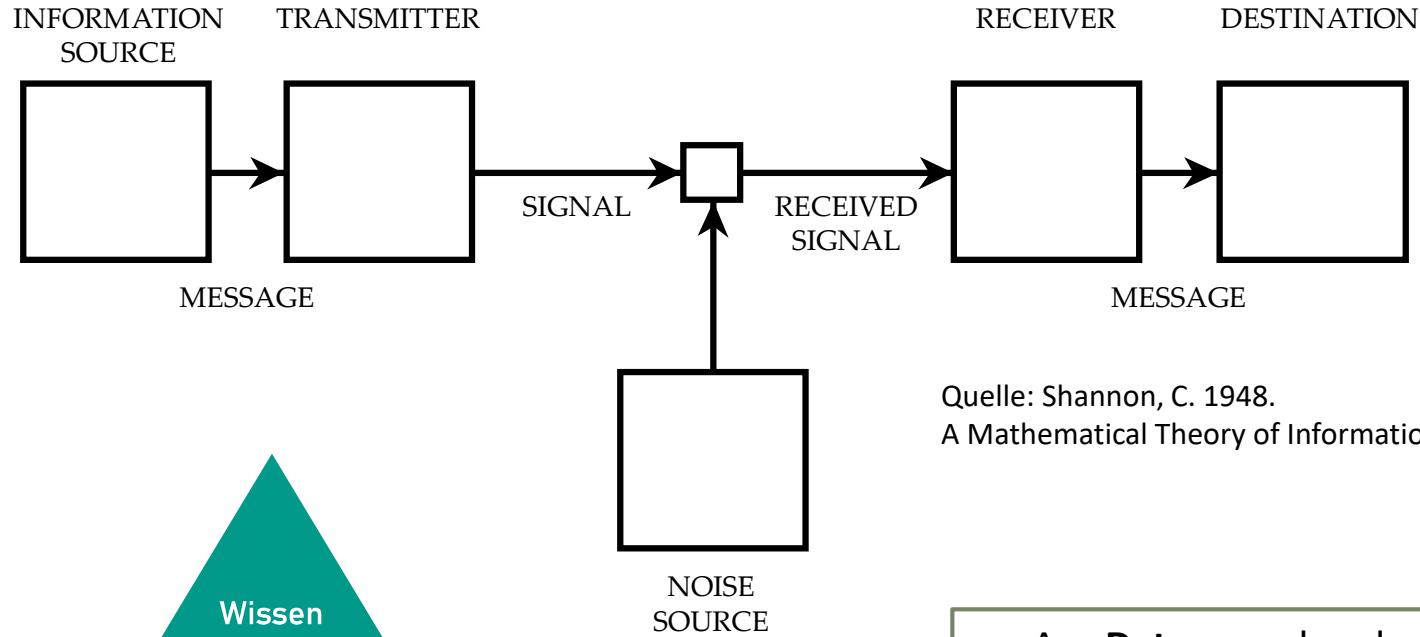 INFORMATION
SOURCE
TRANSMITTER
RECEIVER
DESTINATION
SIGNAL
RECEIVED
SIGNAL
MESSAGE
MESSAGE
Quelle: Shannon, C. 1948.
A Mathematical Theory of
NOISE
SOURCE
Wissen